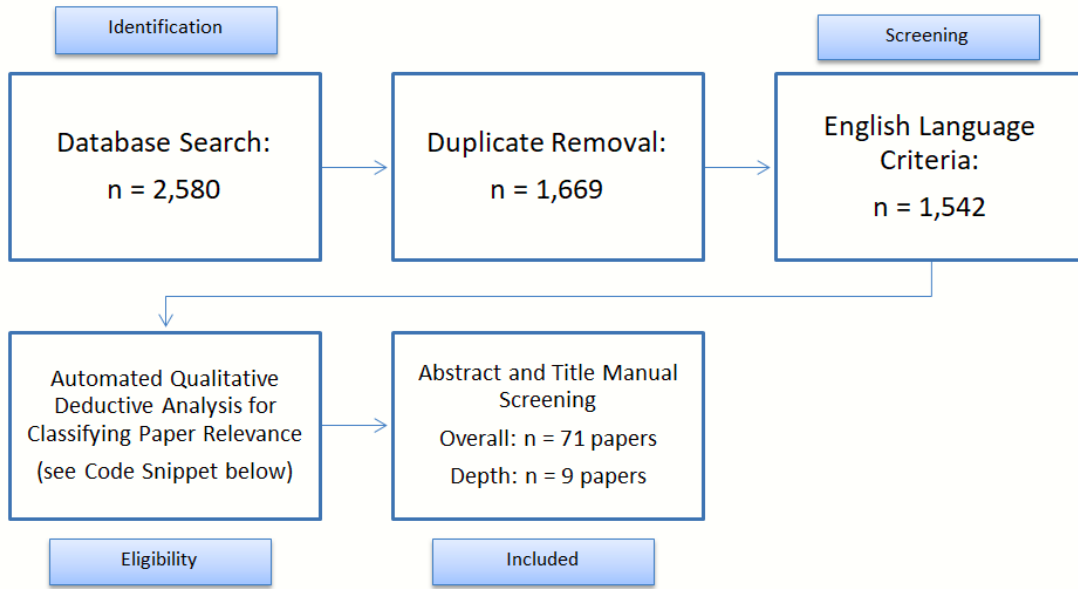 Identification
Screening
Database Search:
n = 2,580
Duplicate Removal:
n = 1,669
English Language
Criteria:
n = 1,542
Automated Qualitative
Deductive Analysis for
Classifying Paper Relevance
(see Code Snippet below)
Abstract and Title Manual
Screening
Overall: n = 71 papers
Depth: n = 9 papers
Eligibility
Included